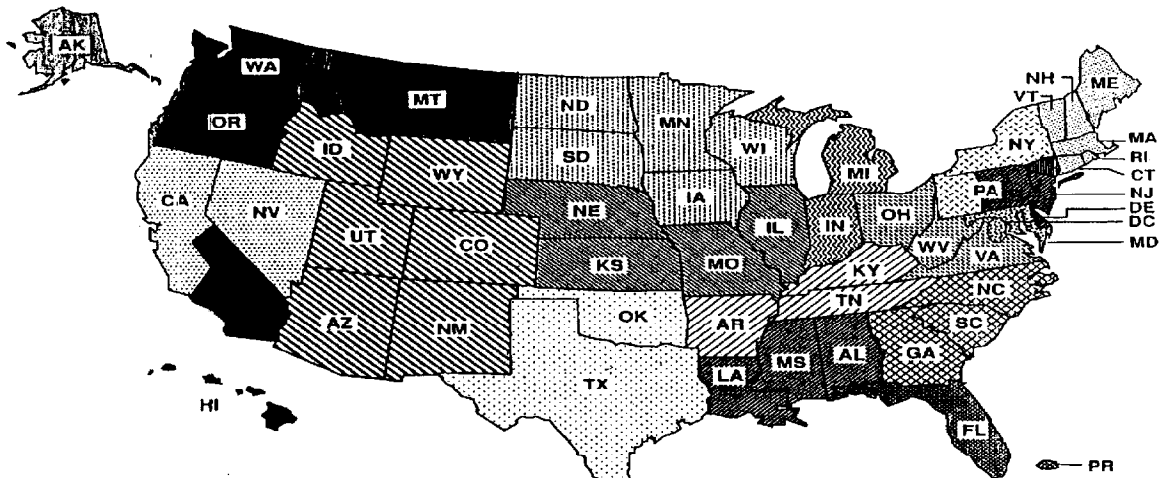 AK
WA
MT
OR
ID
WY
ND
SD
MN
WI
IA
MI
NE
IL
IN
OH
NH
VT
ME
NY
MA
RI
CT
PA
NJ
DE
DC
MD
CA
NV
UT
CO
KS
MO
WV
VA
KY
NC
TN
AZ
NM
OK
AR
SC
GA
MS
AL
LA
TX
HI
FL
PR